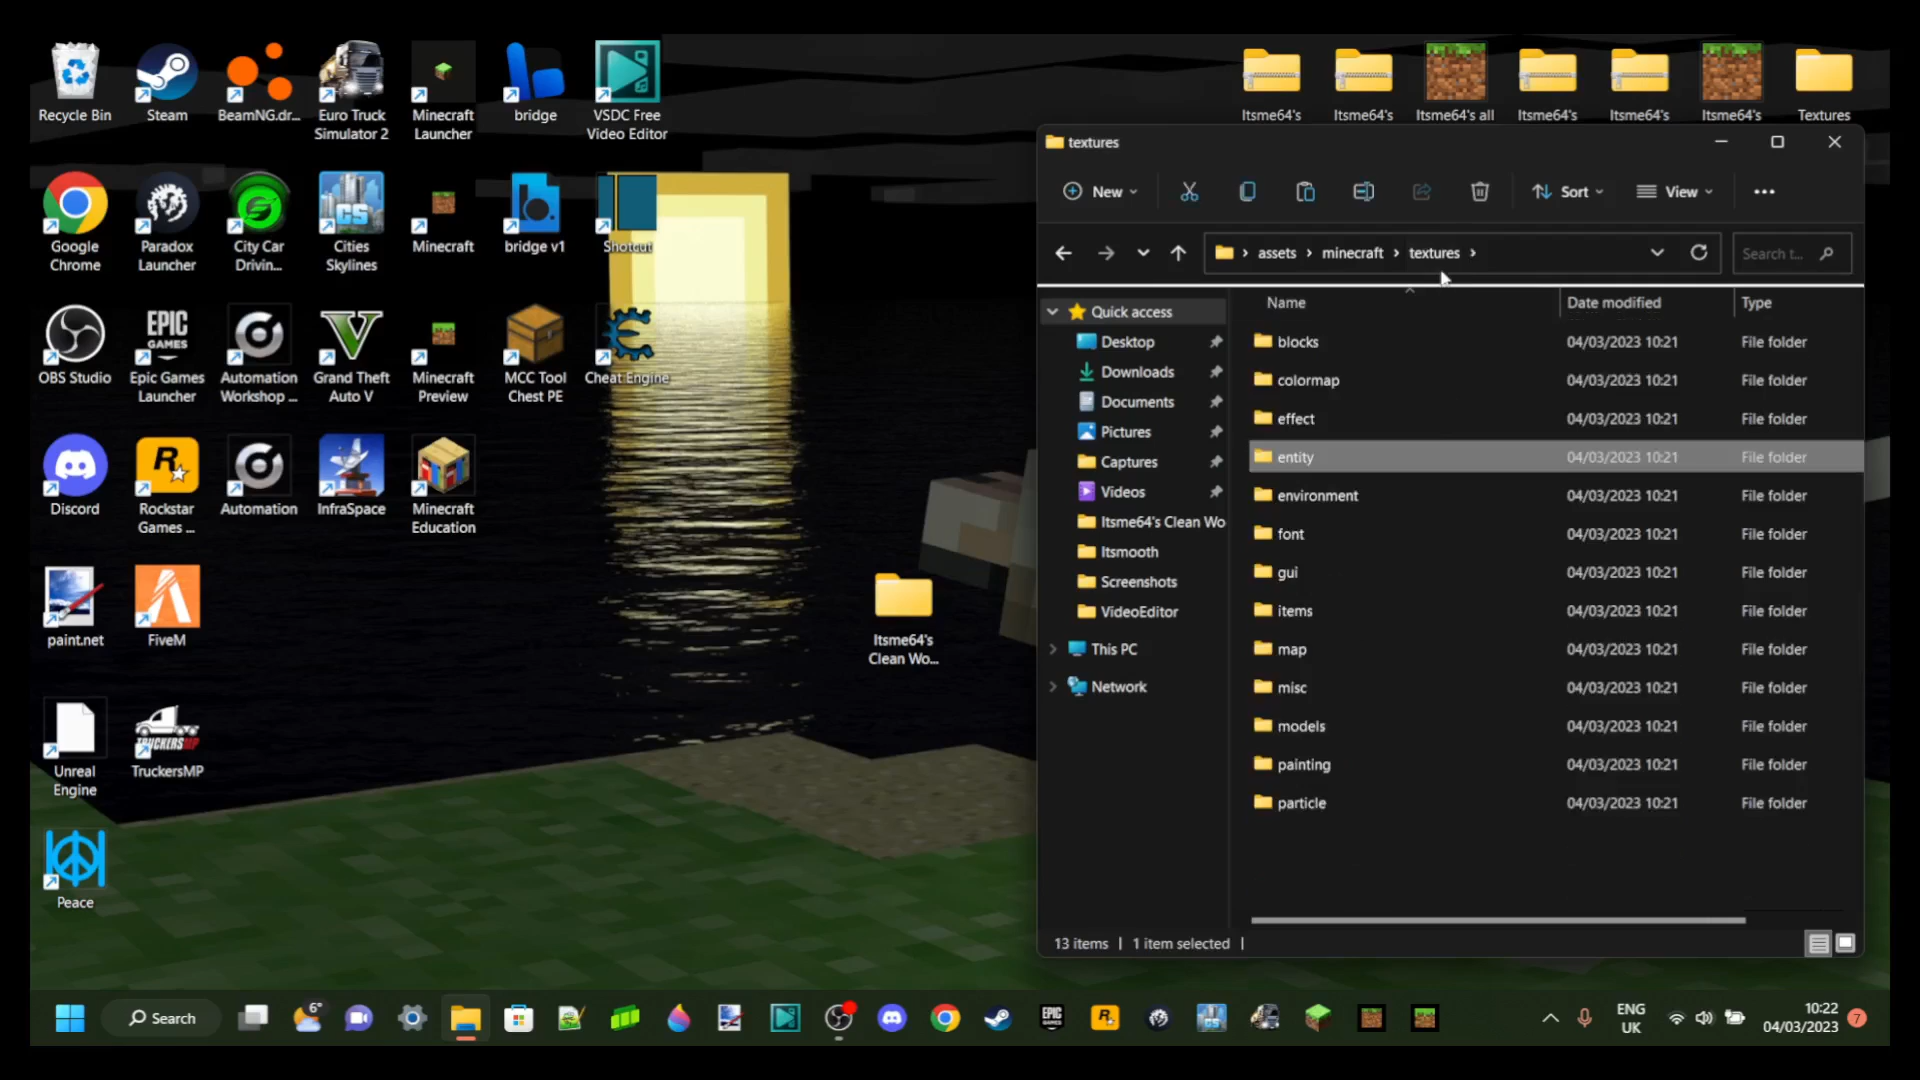 Recycle Bin
Steam
BeamNG.dr...
Euro Truck
Simulator 2
Minecraft
Launcher
bridge
VSDC Free
Video Editor
Itsme64's
Itsme64's
Itsme64's all
Itsme64's
Itsme64's
Itsme64's
Textures
Google
Chrome
Paradox
Launcher
City Car
Drivin...
CS
Cities
Skylines
Minecraft
bridge v1
Shotcut
OBS Studio
EPIC
GAMES
Epic Games
Launcher
Automation
Workshop ...
Grand Theft
Auto V
Minecraft
Preview
MCC Tool
Chest PE
Cheat Engine
Discord
Rockstar
Games ...
Automation
InfraSpace
Minecraft
Education
paint.net
FiveM
Unreal
Engine
TRUCKERSMP
TruckersMP
Peace
Itsme64's
Clean Wo...
textures
New
Sort
View
assets
minecraft
textures
Search t...
Name
Date modified
Type
Quick access
Desktop
Downloads
Documents
Pictures
Captures
Videos
Itsme64's Clean Wo
Itsmooth
Screenshots
VideoEditor
This PC
Network
blocks 04/03/2023 10:21 File folder
colormap 04/03/2023 10:21 File folder
effect 04/03/2023 10:21 File folder
entity 04/03/2023 10:21 File folder
environment 04/03/2023 10:21 File folder
font 04/03/2023 10:21 File folder
gui 04/03/2023 10:21 File folder
items 04/03/2023 10:21 File folder
map 04/03/2023 10:21 File folder
misc 04/03/2023 10:21 File folder
models 04/03/2023 10:21 File folder
painting 04/03/2023 10:21 File folder
particle 04/03/2023 10:21 File folder
13 items | 1 item selected |
Search
6°
EPIC
ENG
UK
10:22
04/03/2023
7